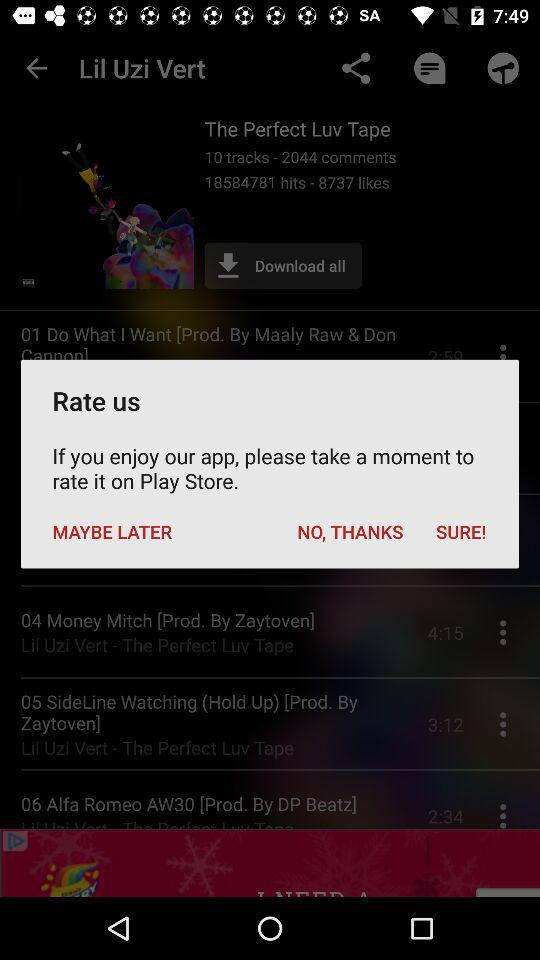 SA 7:49
Lil Uzi Vert
The Perfect Luv Tape
10 tracks - 2044 comments
18584781 hits - 8737 likes
Download all
01 Do What I Want [Prod. By Maaly Raw & Don
Cannon]
2:59
Rate us
If you enjoy our app, please take a moment to
rate it on Play Store.
MAYBE LATER NO, THANKS SURE!
04 Money Mitch [Prod. By Zaytoven]
4:15
Lil Uzi Vert - The Perfect Luv Tape
05 SideLine Watching (Hold Up) [Prod. By
Zaytoven]
3:12
Lil Uzi Vert - The Perfect Luv Tape
06 Alfa Romeo AW30 [Prod. By DP Beatz]
2:34
Lil Uzi Vert - The Perfect Luv Tape
I NEED A